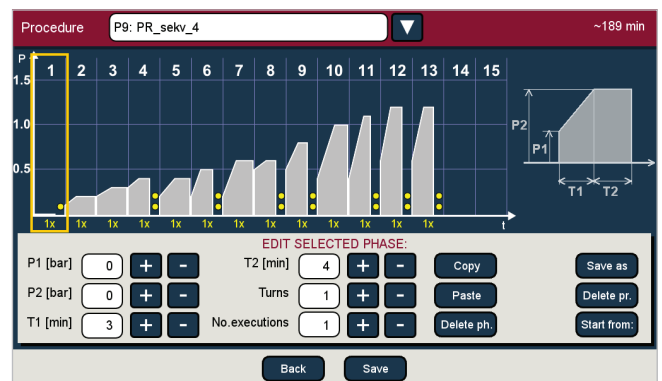 Procedure P9: PR_sekv_4 ~189 min
P 1 2 3 4 5 6 7 8 9 10 11 12 13 14 15
1.5
1.0
0.5
P2
P1
T1 T2
1x 1x 1x 1x 1x 1x 1x 1x 1x 1x 1x 1x 1x t
EDIT SELECTED PHASE:
P1 [bar] 0 + - T2 [min] 4 + - Copy Save as
P2 [bar] 0 + - Turns 1 + - Paste Delete pr.
T1 [min] 3 + - No.executions 1 + - Delete ph. Start from:
Back Save